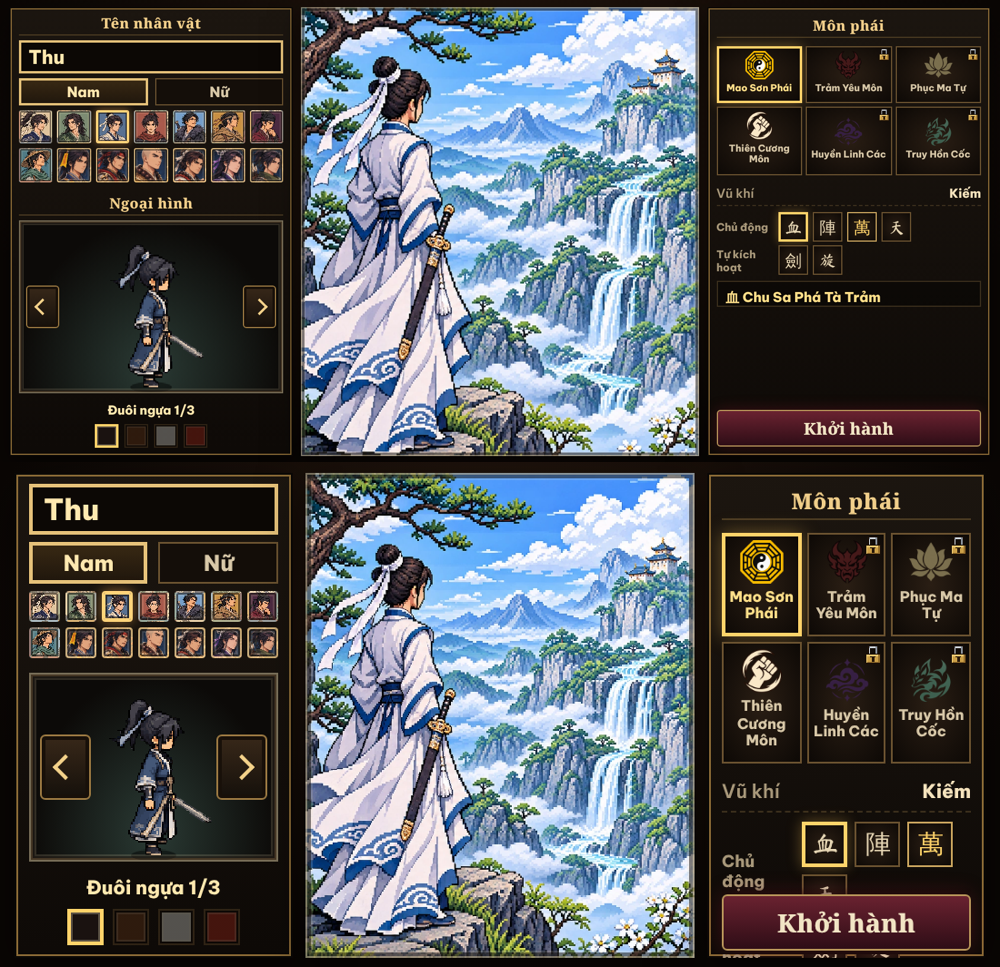 Tên nhân vật
Thu
Nam
Nữ
Ngoại hình
Đuôi ngựa 1/3
Môn phái
Mao Sơn Phái
Trảm Yêu Môn
Phục Ma Tự
Thiên Cương
Môn
Huyền Linh Các
Truy Hồn Cốc
Vũ khí
Kiếm
Chủ động
血 陣 萬 天
Tự kích
hoạt
劍 旋
血 Chu Sa Phá Tà Trảm
Khởi hành
Thu
Nam
Nữ
Đuôi ngựa 1/3
Môn phái
Mao Sơn
Phái
Trảm
Yêu Môn
Phục Ma
Tự
Thiên
Cương
Môn
Huyền
Linh Các
Truy Hồn
Cốc
Vũ khí
Kiếm
Chủ
động
血 陣 萬
Khởi hành